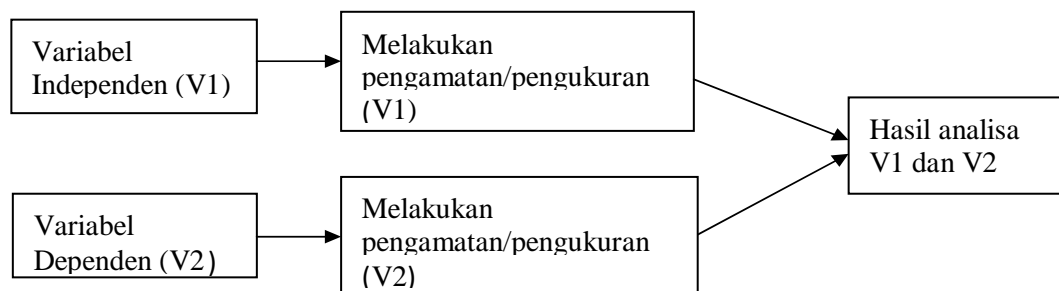 Variabel
Independen (V1)
Melakukan
pengamatan/pengukuran
(V1)
Hasil analisa
V1 dan V2
Variabel
Dependen (V2)
Melakukan
pengamatan/pengukuran
(V2)